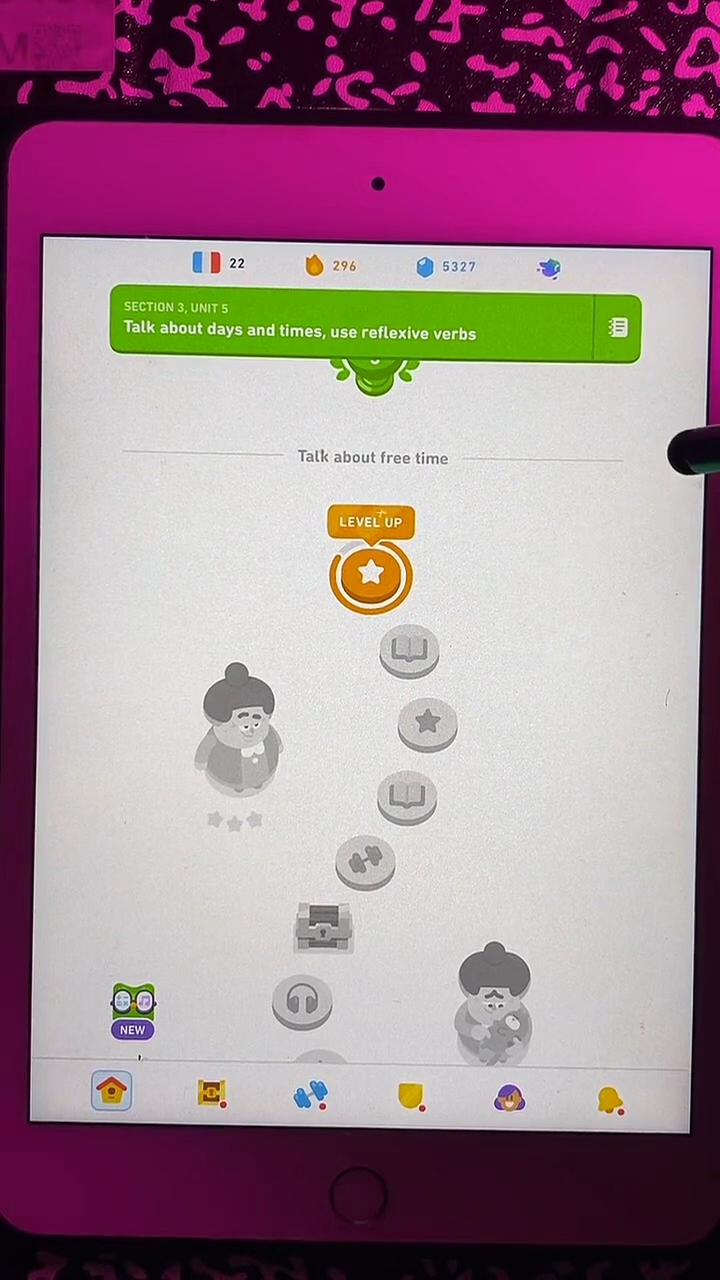 22
296
5327
SECTION 3, UNIT 5
Talk about days and times, use reflexive verbs
Talk about free time
LEVEL UP
NEW